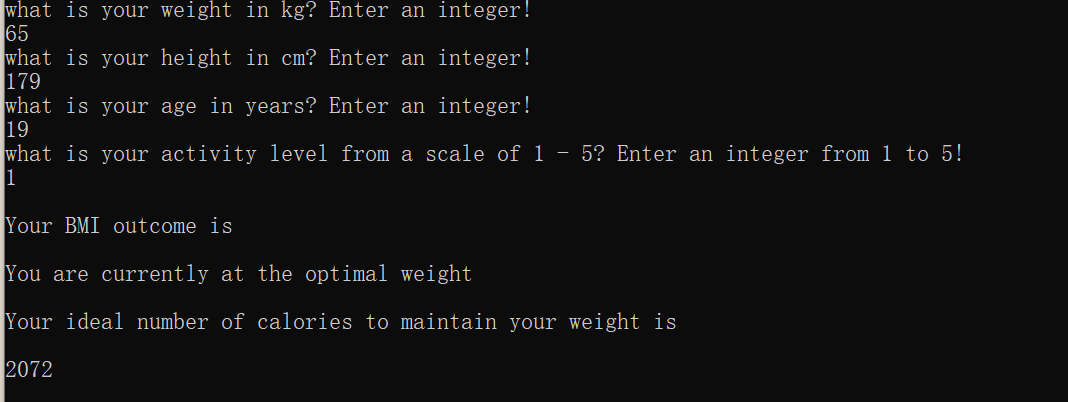 what is your weight in kg? Enter an integer!
65
what is your height in cm? Enter an integer!
179
what is your age in years? Enter an integer!
19
what is your activity level from a scale of 1 - 5? Enter an integer from 1 to 5!
1
Your BMI outcome is
You are currently at the optimal weight
Your ideal number of calories to maintain your weight is
2072